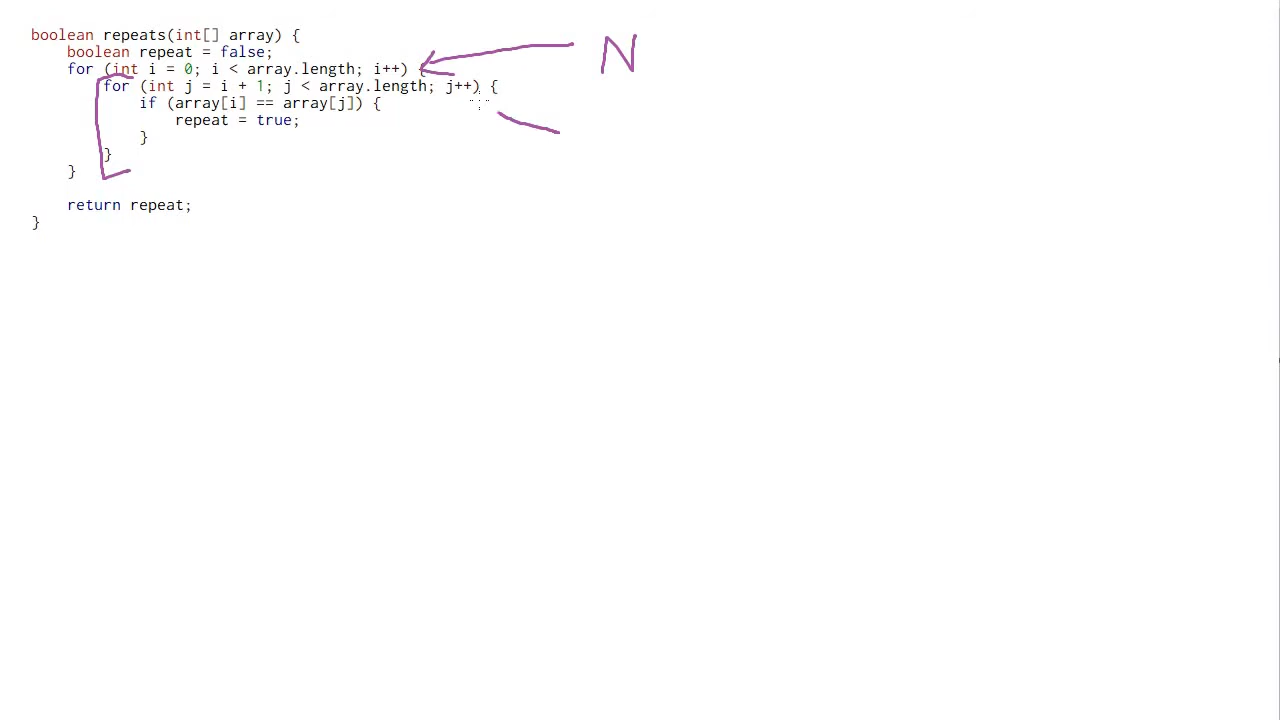 boolean repeats(int[] array) {
boolean repeat = false;
for (int i = 0; i < array.length; i++) {
for (int j = i + 1; j < array.length; j++) {
if (array[i] == array[j]) {
repeat = true;
}
}
}
return repeat;
}
N